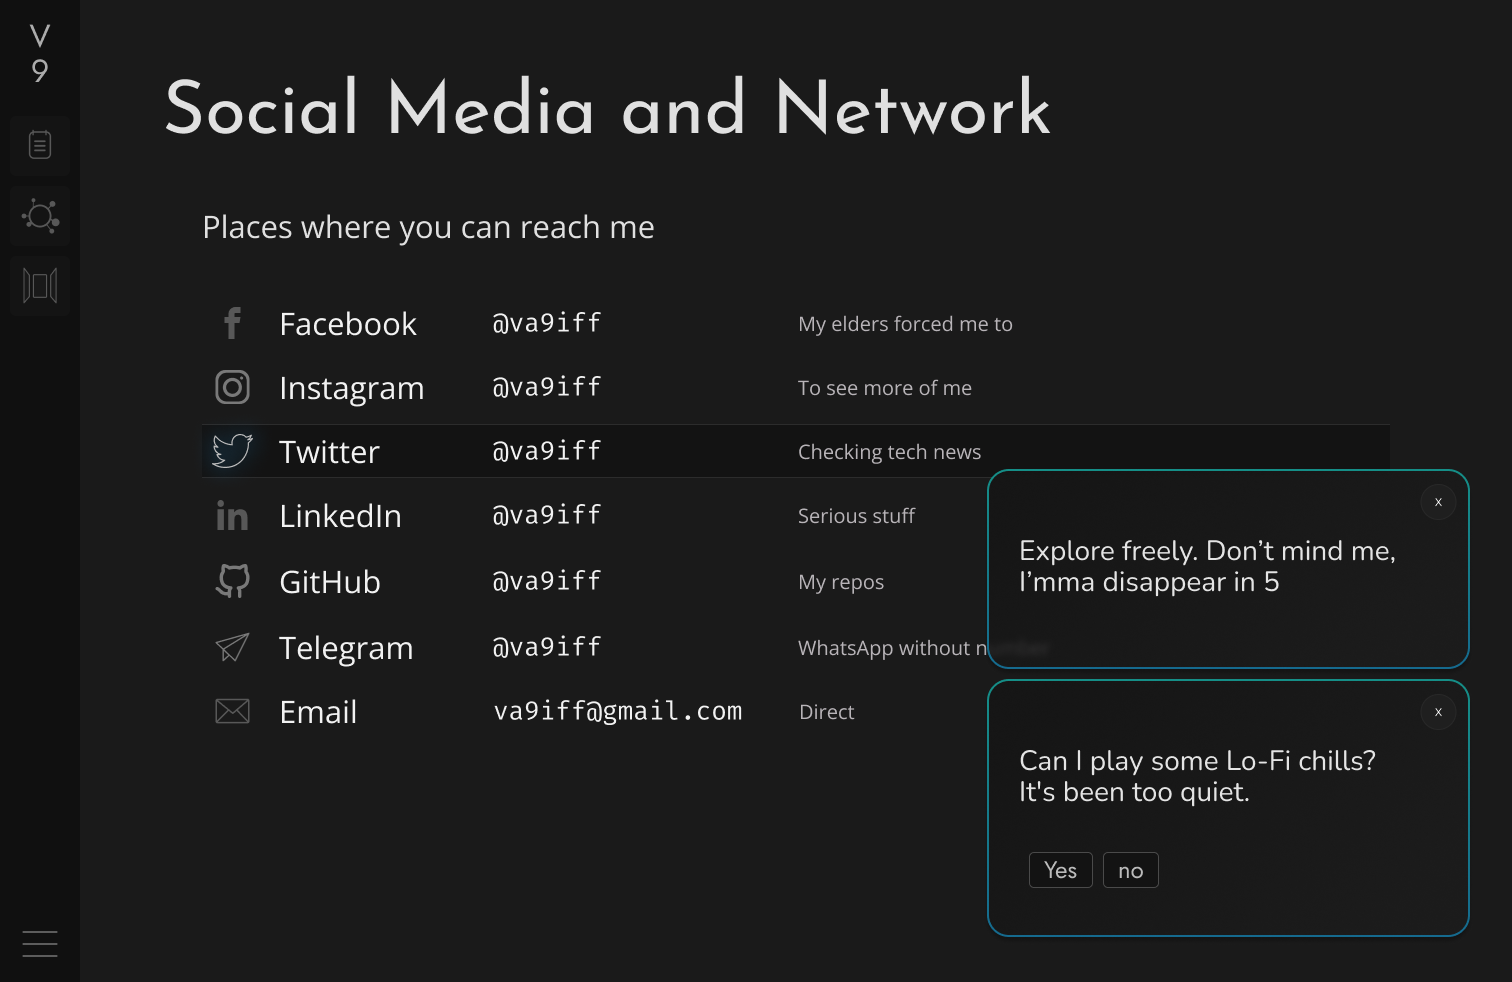 V
9
Social Media and Network
Places where you can reach me
Facebook @va9iff My elders forced me to
Instagram @va9iff To see more of me
Twitter @va9iff Checking tech news
LinkedIn @va9iff Serious stuff
GitHub @va9iff My repos
Telegram @va9iff WhatsApp without
Email va9iff@gmail.com Direct
x
Explore freely. Don’t mind me,
I’mma disappear in 5
x
Can I play some Lo-Fi chills?
It's been too quiet.
Yes no